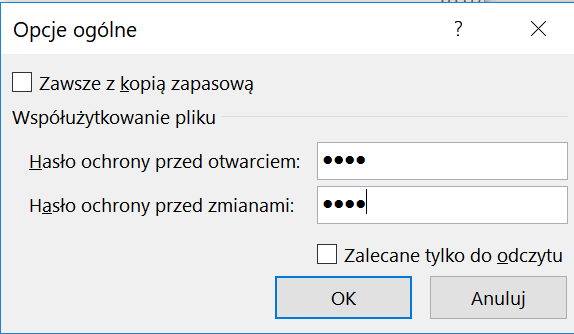 Opcje ogólne
Zawsze z kopią zapasową
Współużytkowanie pliku
Hasło ochrony przed otwarciem: ••••
Hasło ochrony przed zmianami: ••••
Zalecane tylko do odczytu
OK Anuluj